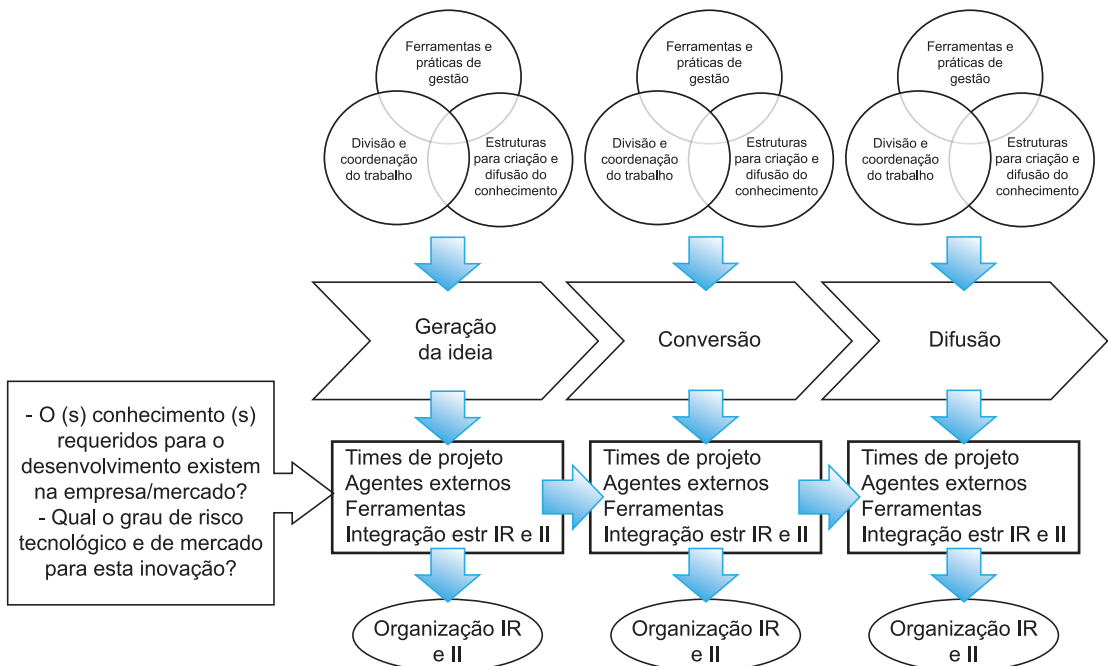 Ferramentas e
práticas de
gestão
Divisão e
coordenação
do trabalho
Estruturas
para criação e
difusão do
conhecimento
Ferramentas e
práticas de
gestão
Divisão e
coordenação
do trabalho
Estruturas
para criação e
difusão do
conhecimento
Ferramentas e
práticas de
gestão
Divisão e
coordenação
do trabalho
Estruturas
para criação e
difusão do
conhecimento
Geração
da ideia
Conversão
Difusão
- O (s) conhecimento (s)
requeridos para o
desenvolvimento existem
na empresa/mercado?
- Qual o grau de risco
tecnológico e de mercado
para esta inovação?
Times de projeto
Agentes externos
Ferramentas
Integração estr IR e II
Times de projeto
Agentes externos
Ferramentas
Integração estr IR e II
Times de projeto
Agentes externos
Ferramentas
Integração estr IR e II
Organização IR
e II
Organização IR
e II
Organização IR
e II